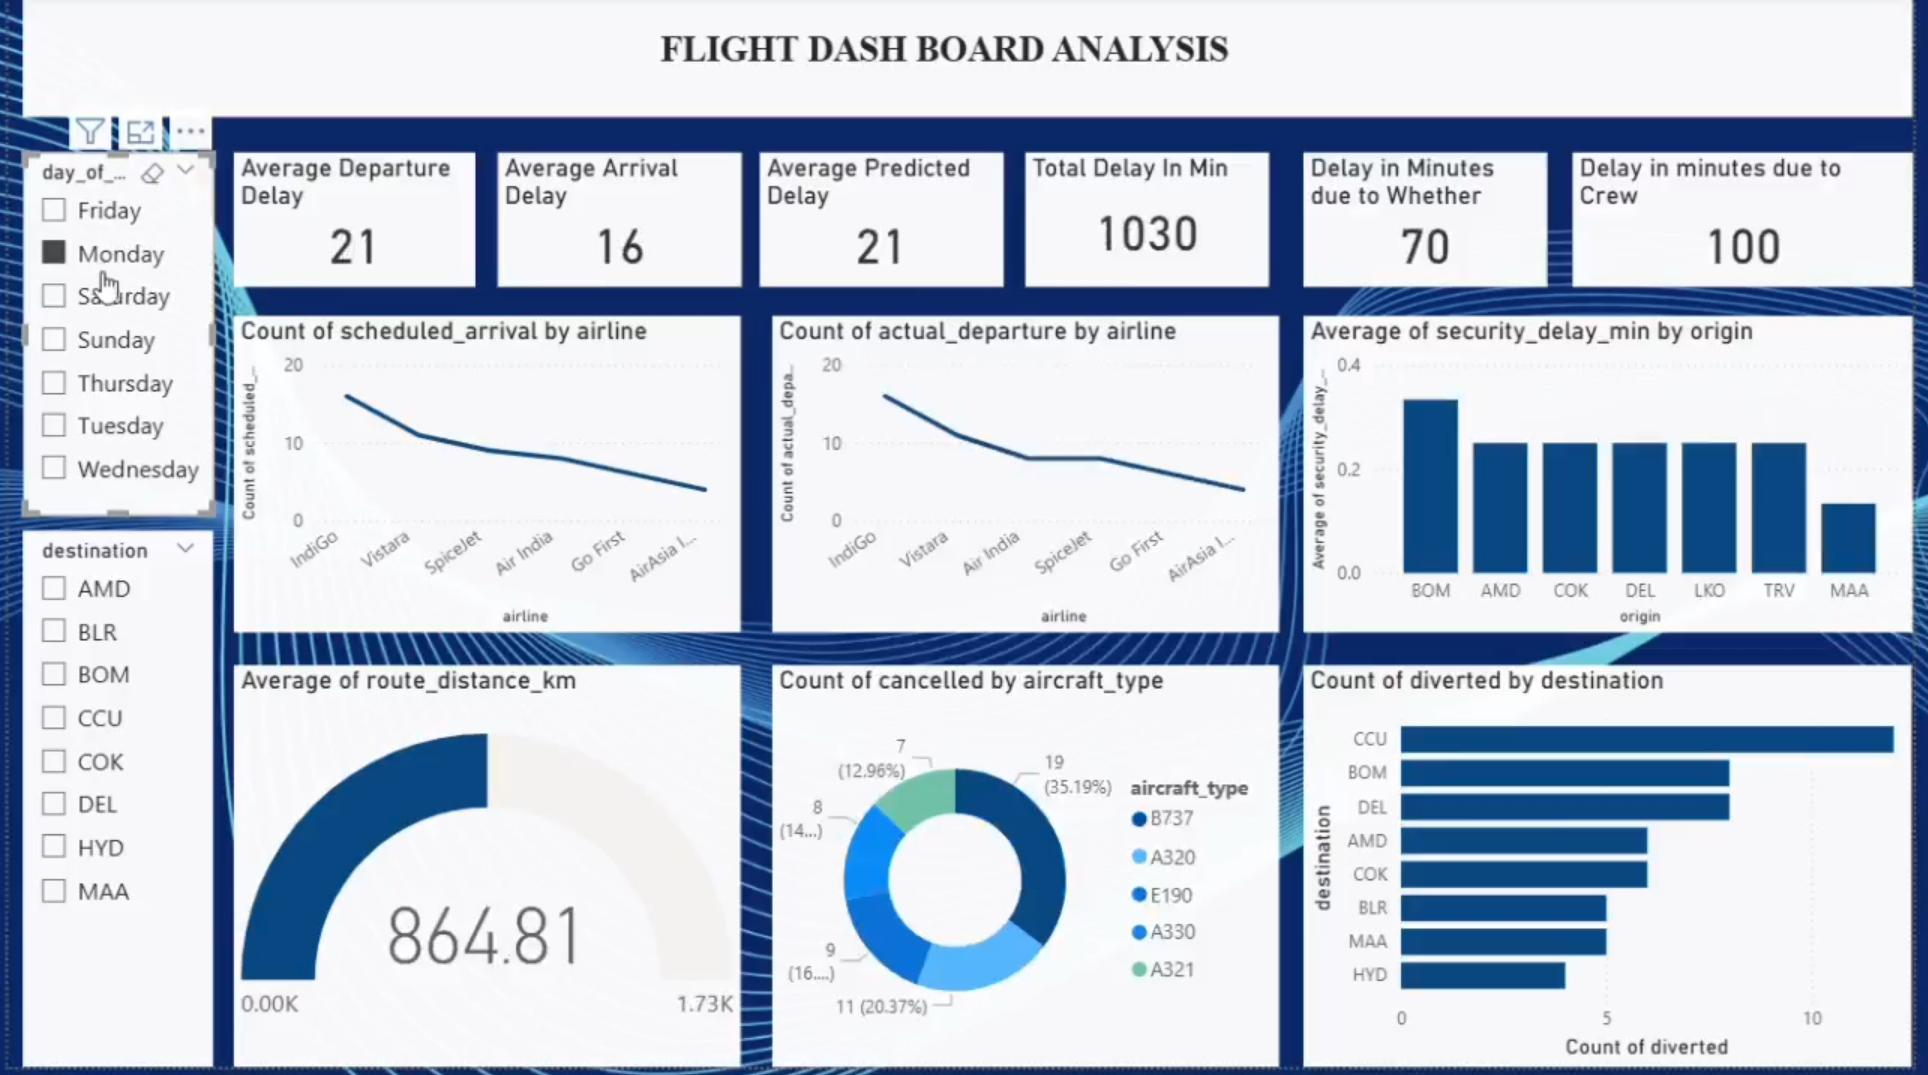 FLIGHT DASH BOARD ANALYSIS
day_of_...
Friday
Monday
Saturday
Sunday
Thursday
Tuesday
Wednesday
destination
AMD
BLR
BOM
CCU
COK
DEL
HYD
MAA
Average Departure
Delay
21
Average Arrival
Delay
16
Average Predicted
Delay
21
Total Delay In Min
1030
Delay in Minutes
due to Whether
70
Delay in minutes due to
Crew
100
Count of scheduled_arrival by airline
Count of scheduled_...
20
10
0
IndiGo
Vistara
SpiceJet
Air India
Go First
AirAsia I...
airline
Count of actual_departure by airline
Count of actual_depa...
20
10
0
IndiGo
Vistara
Air India
SpiceJet
Go First
AirAsia I...
airline
Average of security_delay_min by origin
Average of security_delay_...
0.4
0.2
0.0
BOM
AMD
COK
DEL
LKO
TRV
MAA
origin
Average of route_distance_km
864.81
0.00K
1.73K
Count of cancelled by aircraft_type
7
(12.96%)
19
(35.19%)
8
(14...)
9
(16....)
11 (20.37%)
aircraft_type
B737
A320
E190
A330
A321
Count of diverted by destination
destination
CCU
BOM
DEL
AMD
COK
BLR
MAA
HYD
0
5
10
Count of diverted